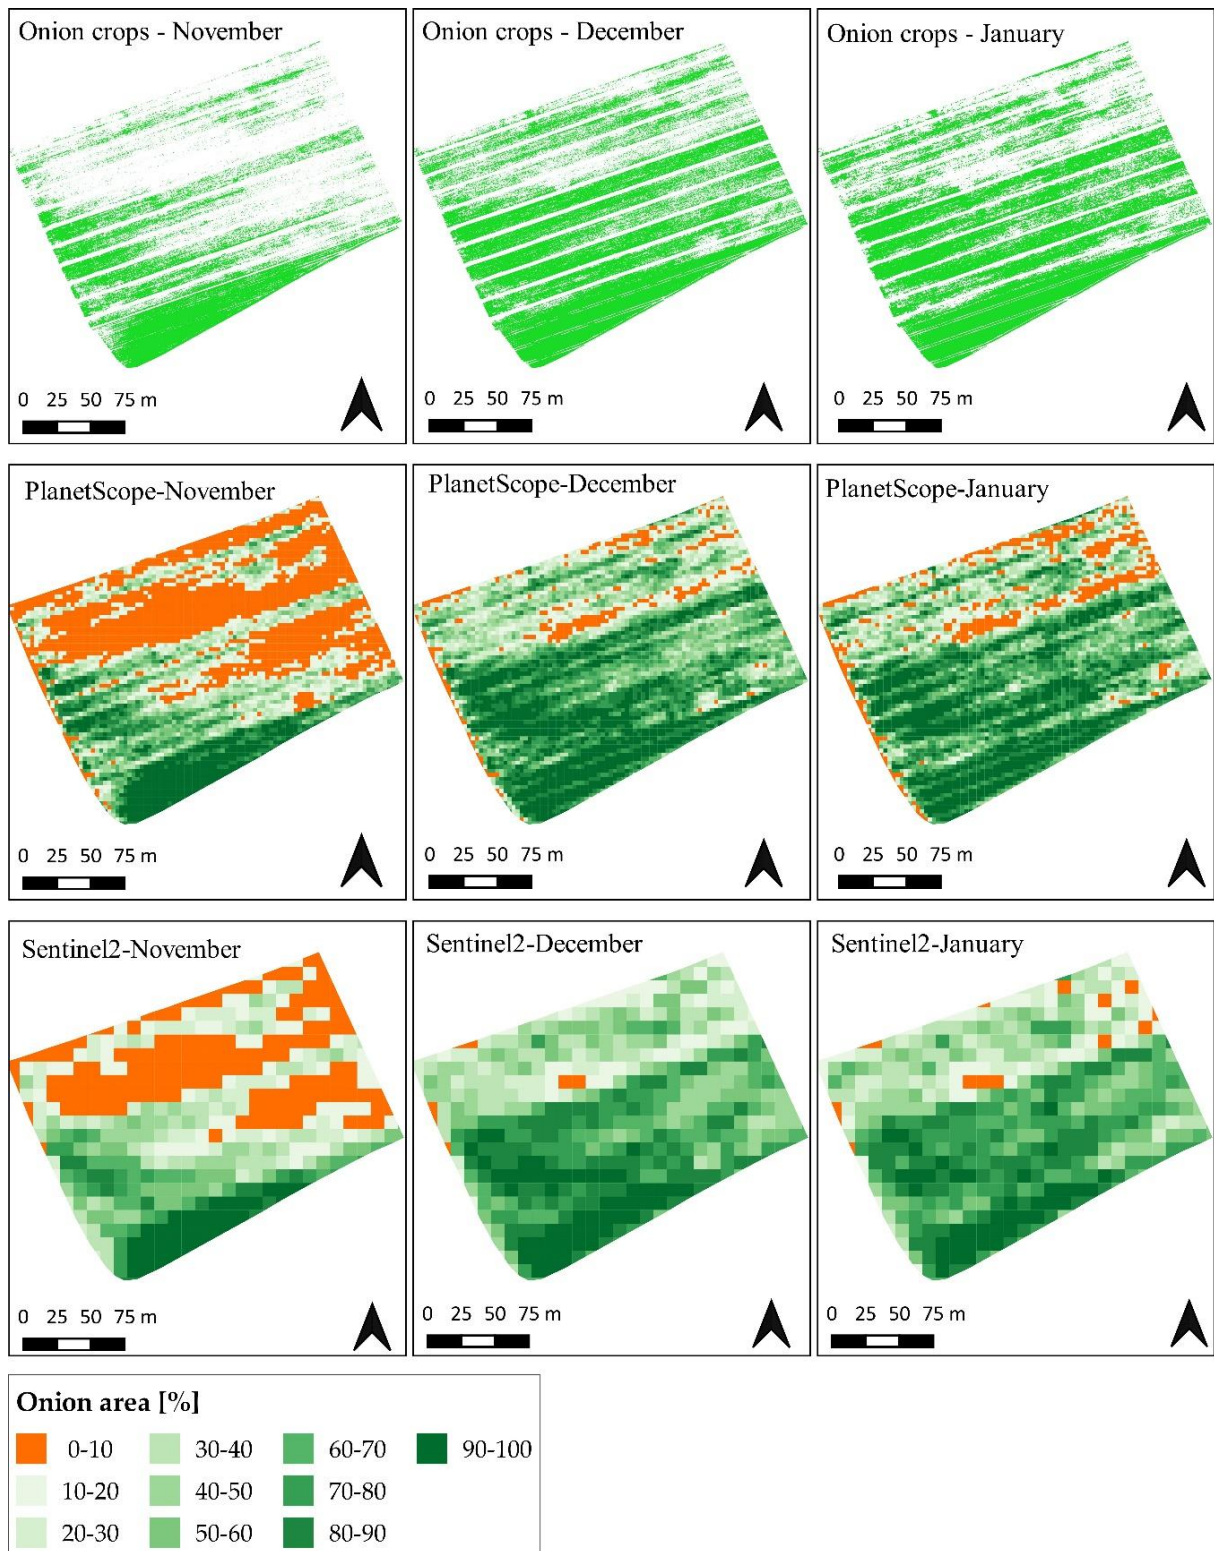 Onion crops - November
Onion crops - December
Onion crops - January
0 25 50 75 m
0 25 50 75 m
0 25 50 75 m
PlanetScope-November
PlanetScope-December
PlanetScope-January
0 25 50 75 m
0 25 50 75 m
0 25 50 75 m
Sentinel2-November
Sentinel2-December
Sentinel2-January
0 25 50 75 m
0 25 50 75 m
0 25 50 75 m
Onion area [%]
0-10 30-40 60-70 90-100
10-20 40-50 70-80
20-30 50-60 80-90